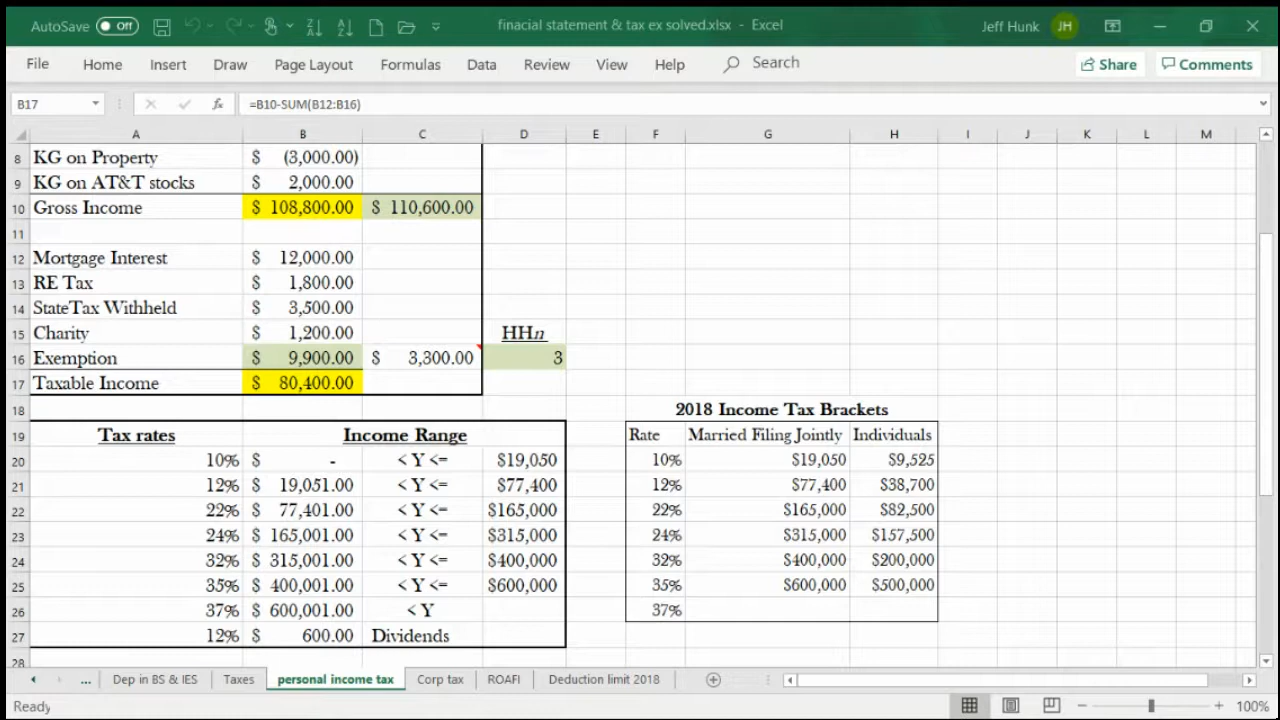 AutoSave Off finacial statement & tax ex solved.xlsx - Excel Jeff Hunk JH
File Home Insert Draw Page Layout Formulas Data Review View Help Search Share Comments
B17 fx =B10-SUM(B12:B16)
A B C D E F G H I J K L M
8 KG on Property $ (3,000.00)
9 KG on AT&T stocks $ 2,000.00
10 Gross Income $ 108,800.00 $ 110,600.00
11
12 Mortgage Interest $ 12,000.00
13 RE Tax $ 1,800.00
14 StateTax Withheld $ 3,500.00
15 Charity $ 1,200.00 HHn
16 Exemption $ 9,900.00 $ 3,300.00 3
17 Taxable Income $ 80,400.00
18 2018 Income Tax Brackets
19 Tax rates Income Range Rate Married Filing Jointly Individuals
20 10% $ - < Y <= $19,050 10% $19,050 $9,525
21 12% $ 19,051.00 < Y <= $77,400 12% $77,400 $38,700
22 22% $ 77,401.00 < Y <= $165,000 22% $165,000 $82,500
23 24% $ 165,001.00 < Y <= $315,000 24% $315,000 $157,500
24 32% $ 315,001.00 < Y <= $400,000 32% $400,000 $200,000
25 35% $ 400,001.00 < Y <= $600,000 35% $600,000 $500,000
26 37% $ 600,001.00 < Y 37%
27 12% $ 600.00 Dividends
28
... Dep in BS & IES Taxes personal income tax Corp tax ROAFI Deduction limit 2018
Ready 100%